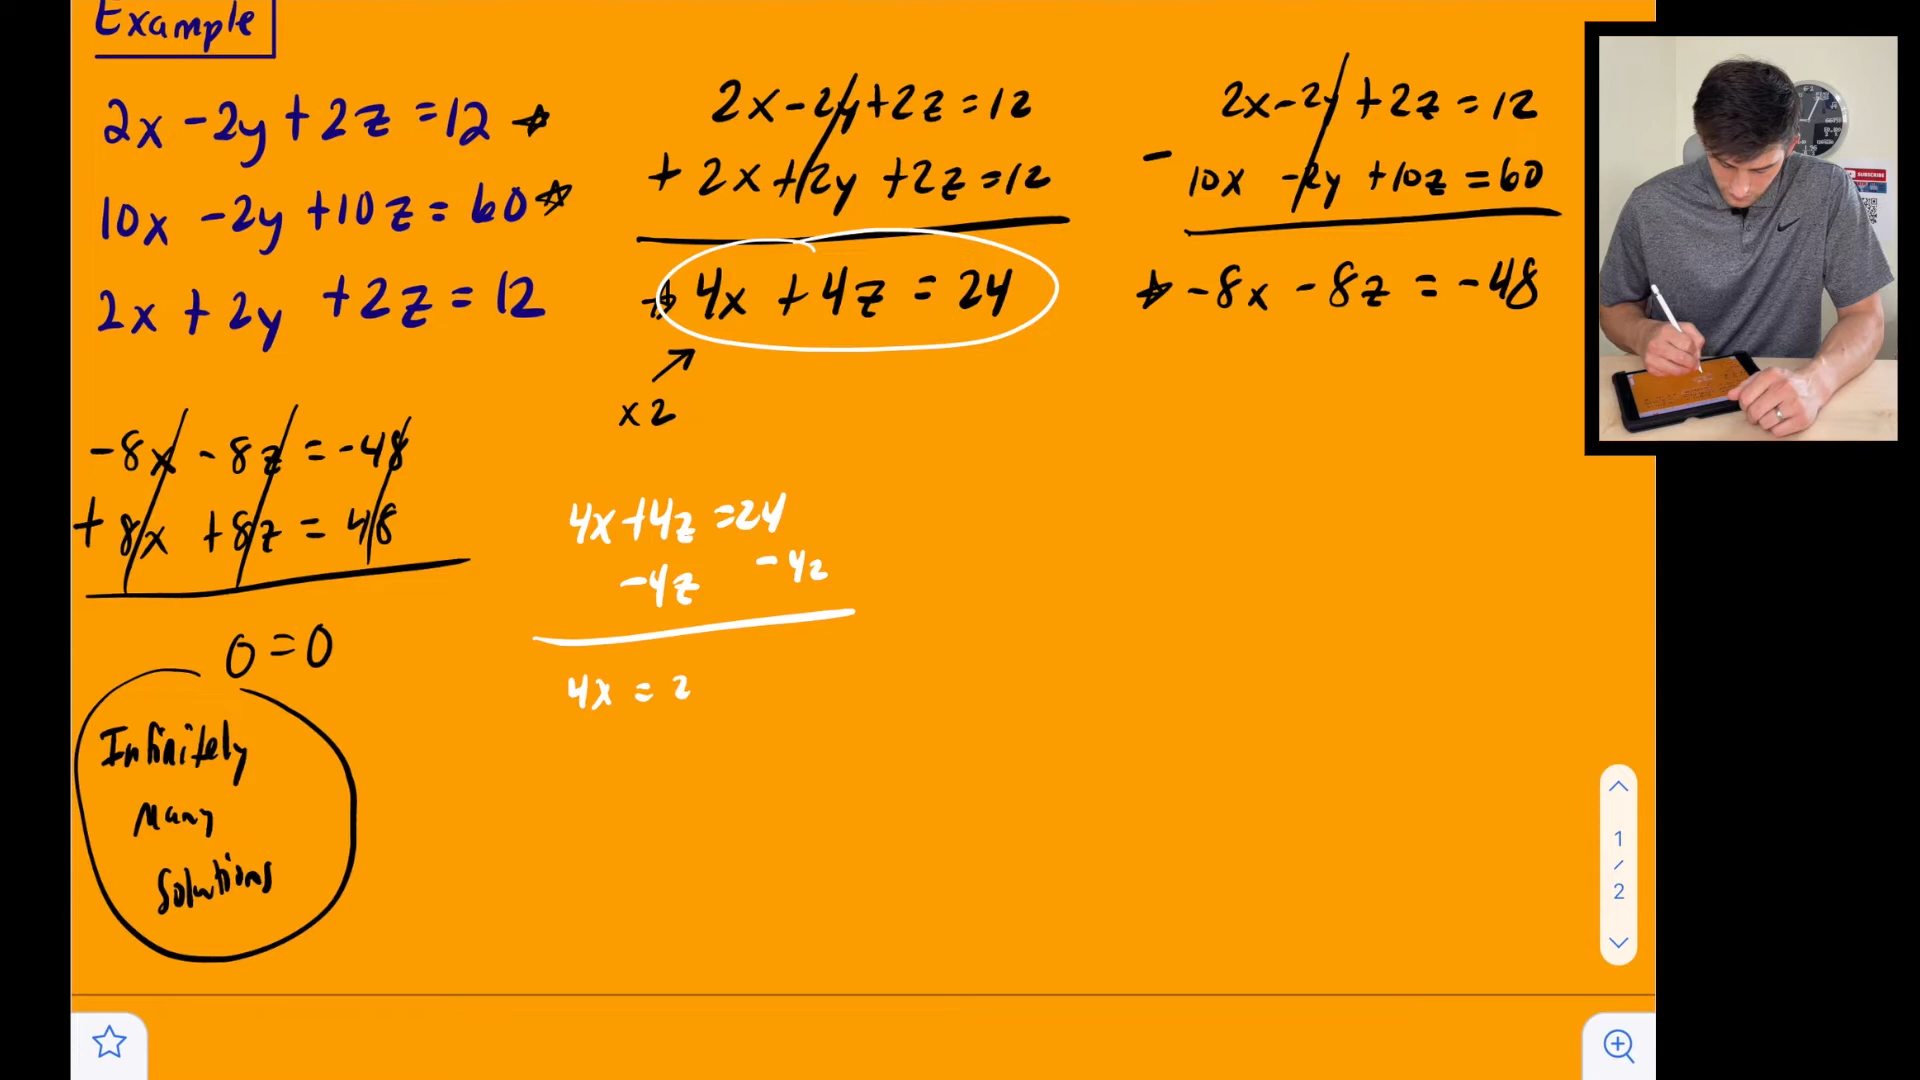 Example
2x - 2y + 2z = 12 ☆
10x - 2y + 10z = 60 ☆
2x + 2y + 2z = 12
2x - 2y + 2z = 12
+ 2x + 2y + 2z = 12
4x + 4z = 24
x 2
2x - 2y + 2z = 12
- 10x - 2y + 10z = 60
☆ -8x - 8z = -48
-8x - 8z = -48
+ 8x + 8z = 48
0 = 0
Infinitely
Many
Solutions
4x + 4z = 24
-4z -4z
4x = 2
SUBSCRIBE
1
/
2